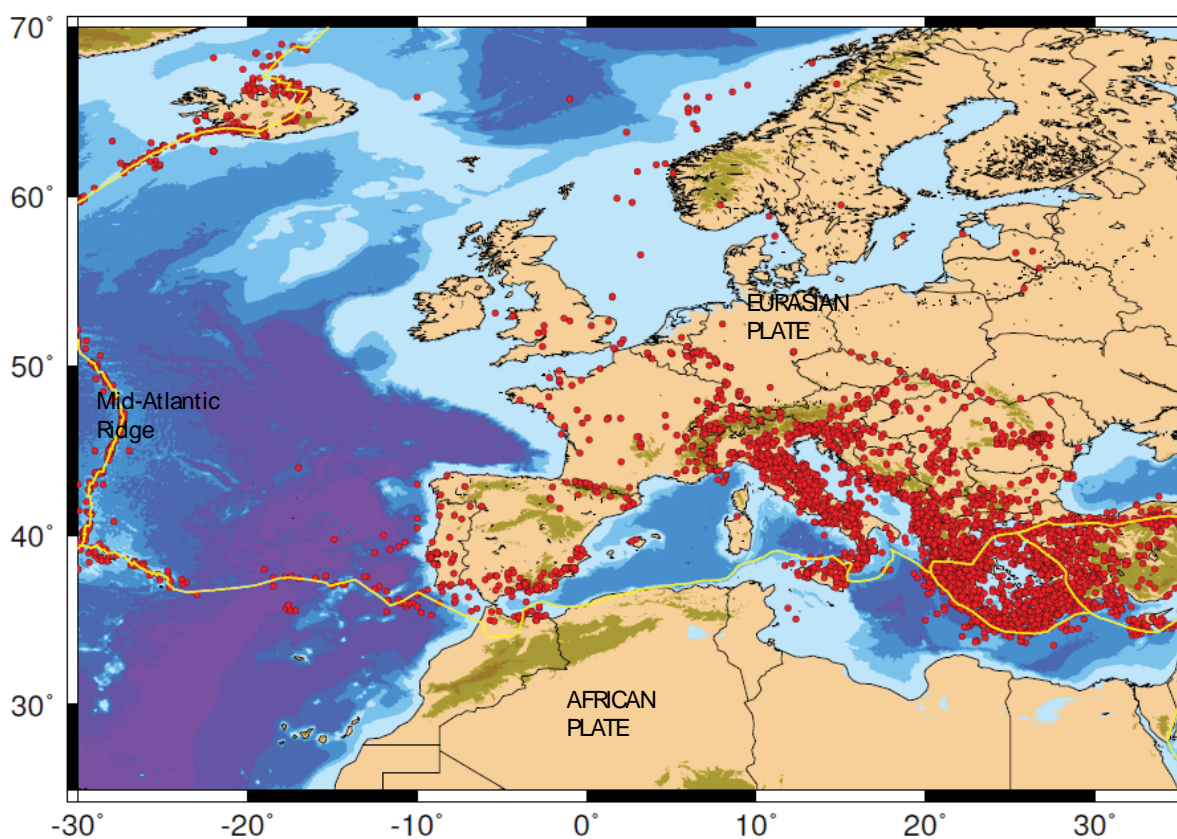 70°
60°
50°
40°
30°
-30°
-20°
-10°
0°
10°
20°
30°
Mid-Atlantic
Ridge
EURASIAN
PLATE
AFRICAN
PLATE